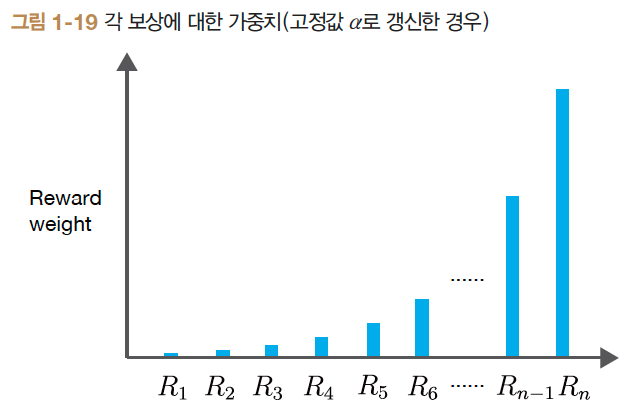 그림 1-19 각 보상에 대한 가중치(고정값 α로 갱신한 경우)
Reward
weight
......
R₁ R₂ R₃ R₄ R₅ R₆ ...... Rₙ₋₁ Rₙ